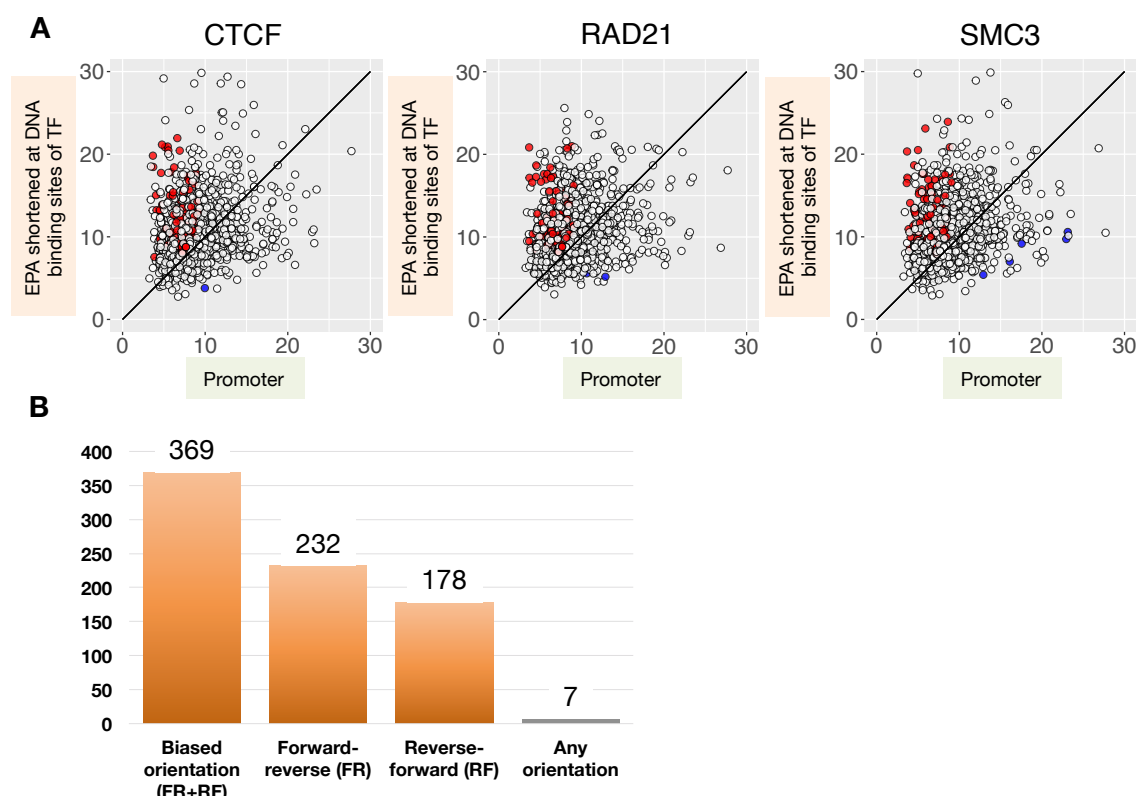 A
CTCF
RAD21
SMC3
EPA shortened at DNA
binding sites of TF
30
20
10
0
0
10
20
30
Promoter
EPA shortened at DNA
binding sites of TF
30
20
10
0
0
10
20
30
Promoter
EPA shortened at DNA
binding sites of TF
30
20
10
0
0
10
20
30
Promoter
B
400
350
300
250
200
150
100
50
0
369
232
178
7
Biased
orientation
(FR+RF)
Forward-
reverse (FR)
Reverse-
forward (RF)
Any
orientation